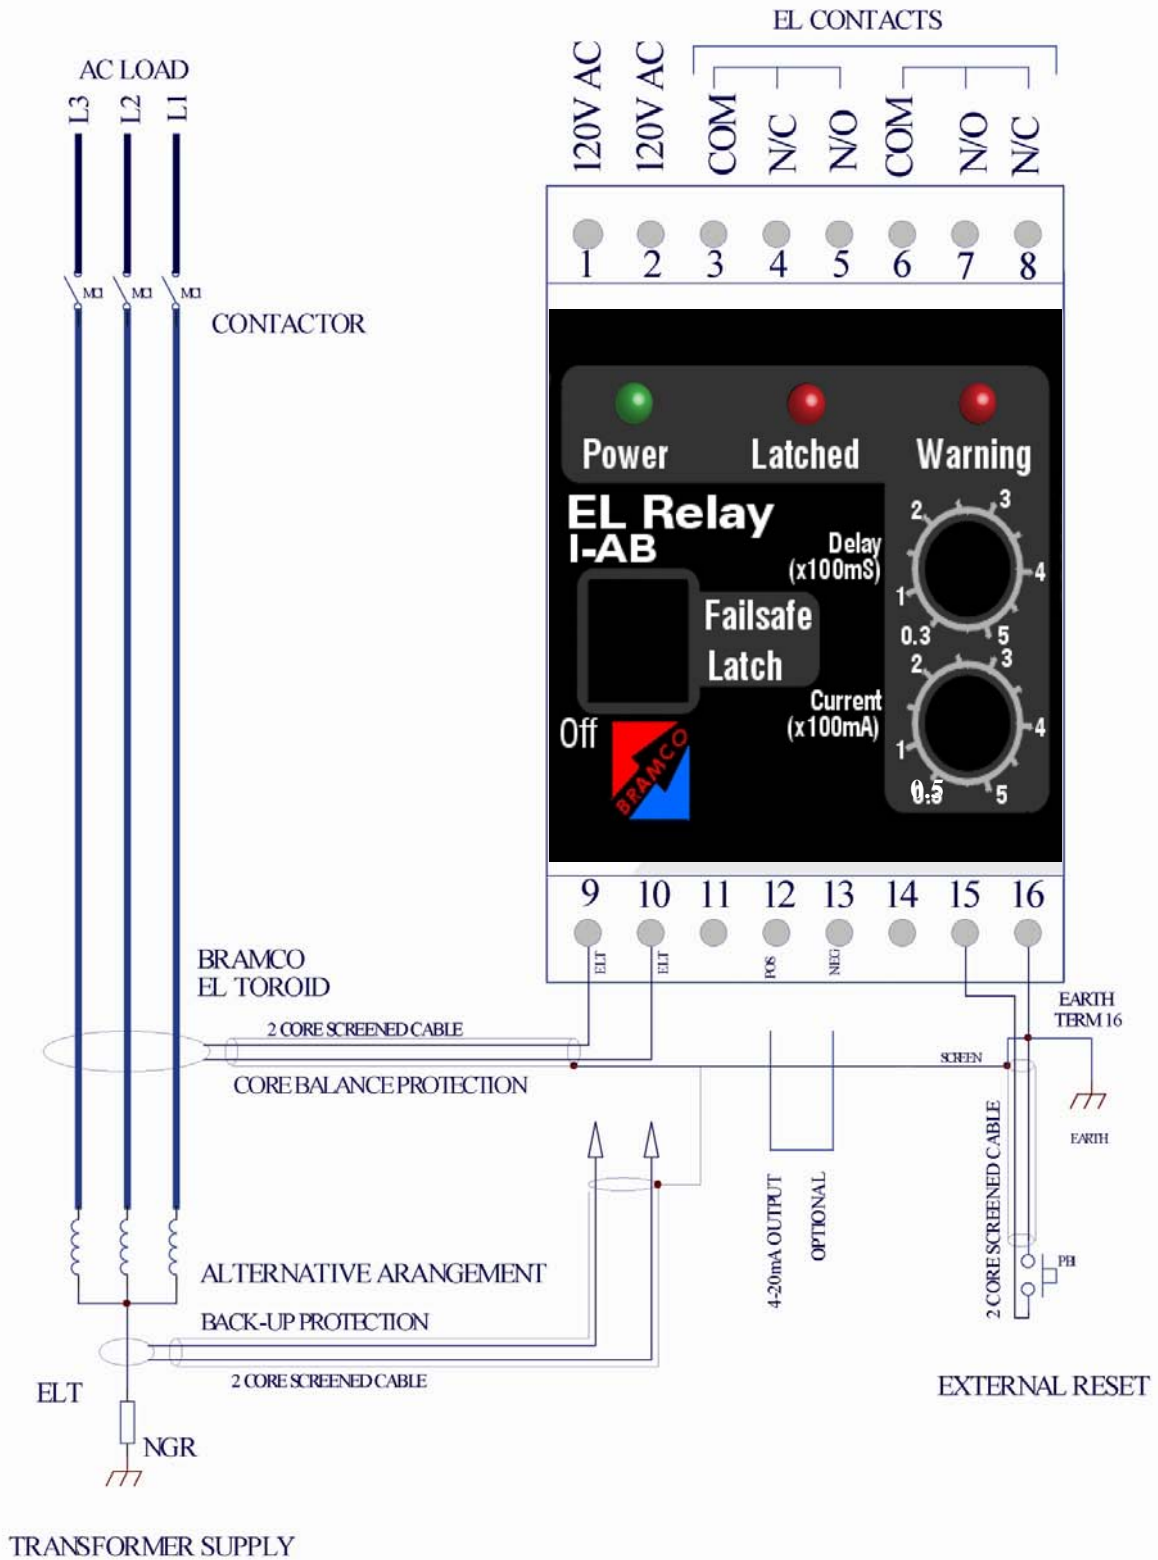 EL CONTACTS
AC LOAD
L3
L2
L1
120V AC
120V AC
COM
N/C
N/O
COM
N/O
N/C
1 2 3 4 5 6 7 8
MC1
MC1
MC1
CONTACTOR
Power
Latched
Warning
EL Relay
I-AB
Delay
(x100mS)
0.3 1 2 3 4 5
Failsafe
Latch
Off
Current
(x100mA)
0.5 1 2 3 4 5
BRAMCO
9 10 11 12 13 14 15 16
ELT
ELT
POS
NEG
BRAMCO
EL TOROID
2 CORE SCREENED CABLE
CORE BALANCE PROTECTION
SCREEN
EARTH
TERM 16
EARTH
2 CORE SCREENED CABLE
4-20mA OUTPUT
OPTIONAL
PB1
EXTERNAL RESET
ALTERNATIVE ARANGEMENT
BACK-UP PROTECTION
2 CORE SCREENED CABLE
ELT
NGR
TRANSFORMER SUPPLY